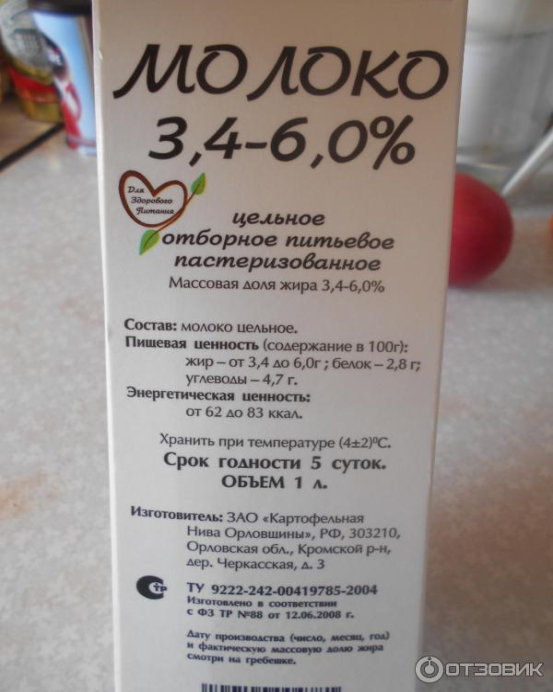 МОЛОКО
3,4-6,0%
Для
Здорового
Питания
цельное
отборное питьевое
пастеризованное
Массовая доля жира 3,4-6,0%
Состав: молоко цельное.
Пищевая ценность (содержание в 100г):
жир – от 3,4 до 6,0г ; белок – 2,8 г;
углеводы – 4,7 г.
Энергетическая ценность:
от 62 до 83 ккал.
Хранить при температуре (4±2)⁰С.
Срок годности 5 суток.
ОБЪЕМ 1 л.
Изготовитель: ЗАО «Картофельная
Нива Орловщины», РФ, 303210,
Орловская обл., Кромской р-н,
дер. Черкасская, д. 3
ТР
ТУ 9222-242-00419785-2004
Изготовлено в соответствии
с ФЗ ТР №88 от 12.06.2008 г.
Дату производства (число, месяц, год)
и фактическую массовую долю жира
смотри на гребешке.
ОТЗОВИК